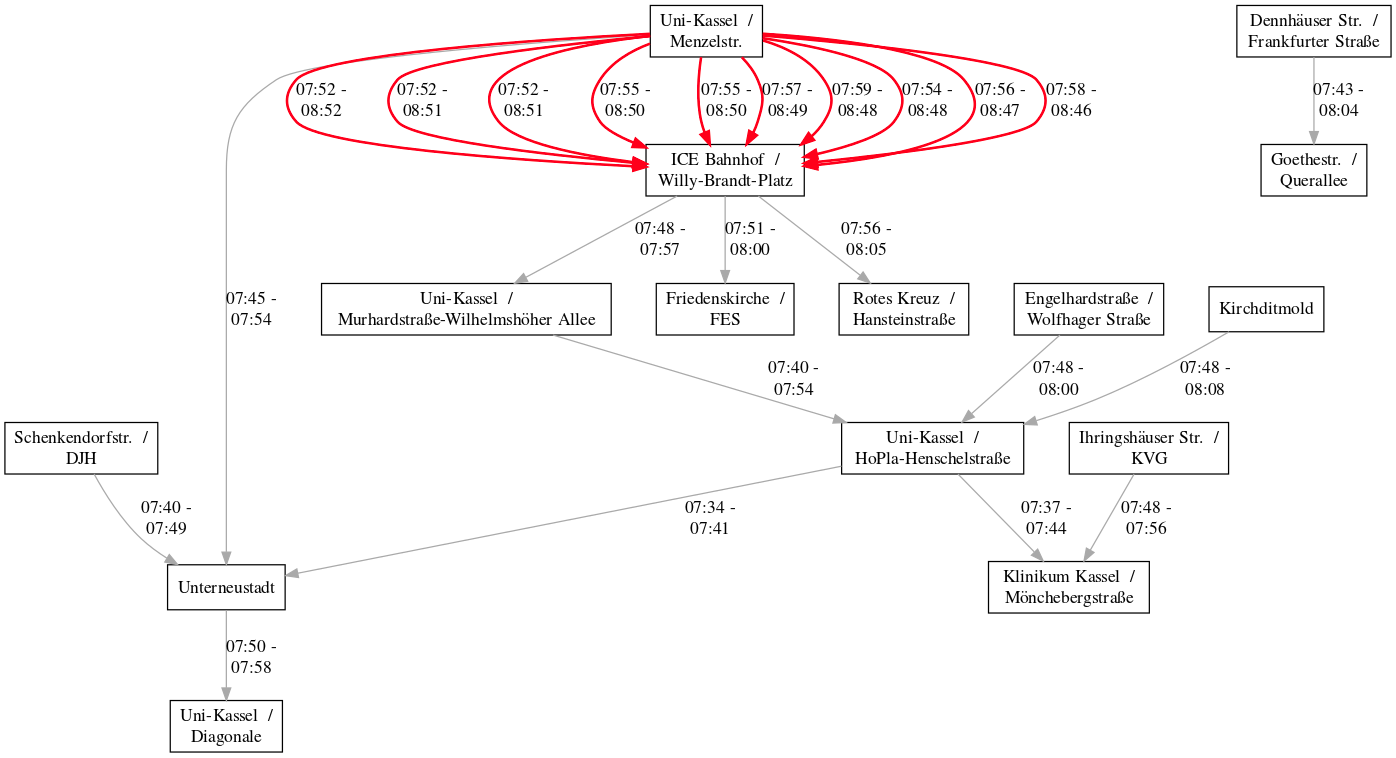 Uni-Kassel /
Menzelstr.
Dennhäuser Str. /
Frankfurter Straße
07:52 -
08:52
07:52 -
08:51
07:52 -
08:51
07:55 -
08:50
07:55 -
08:50
07:57 -
08:49
07:59 -
08:48
07:54 -
08:48
07:56 -
08:47
07:58 -
08:46
07:43 -
08:04
ICE Bahnhof /
Willy-Brandt-Platz
Goethestr. /
Querallee
07:48 -
07:57
07:51 -
08:00
07:56 -
08:05
07:45 -
07:54
Uni-Kassel /
Murhardstraße-Wilhelmshöher Allee
Friedenskirche /
FES
Rotes Kreuz /
Hansteinstraße
Engelhardstraße /
Wolfhager Straße
Kirchditmold
07:40 -
07:54
07:48 -
08:00
07:48 -
08:08
Schenkendorfstr. /
DJH
Uni-Kassel /
HoPla-Henschelstraße
Ihringshäuser Str. /
KVG
07:40 -
07:49
07:34 -
07:41
07:37 -
07:44
07:48 -
07:56
Unterneustadt
Klinikum Kassel /
Mönchebergstraße
07:50 -
07:58
Uni-Kassel /
Diagonale